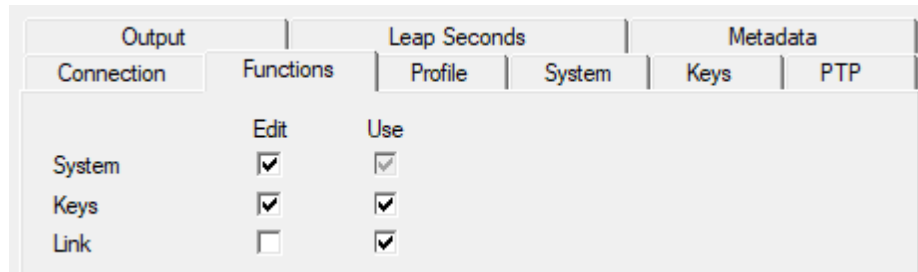 Output Leap Seconds Metadata
Connection Functions Profile System Keys PTP
Edit Use
System
Keys
Link